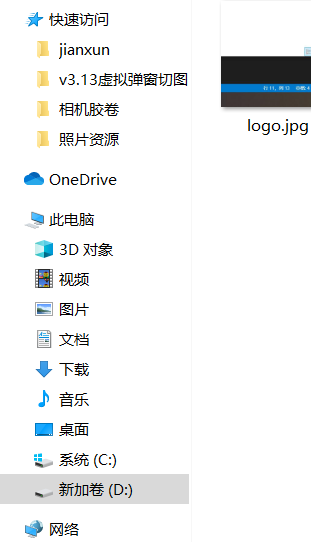 快速访问
jianxun
v3.13虚拟弹窗切图
相机胶卷
照片资源
OneDrive
此电脑
3D 对象
视频
图片
文档
下载
音乐
桌面
系统 (C:)
新加卷 (D:)
网络
logo.jpg